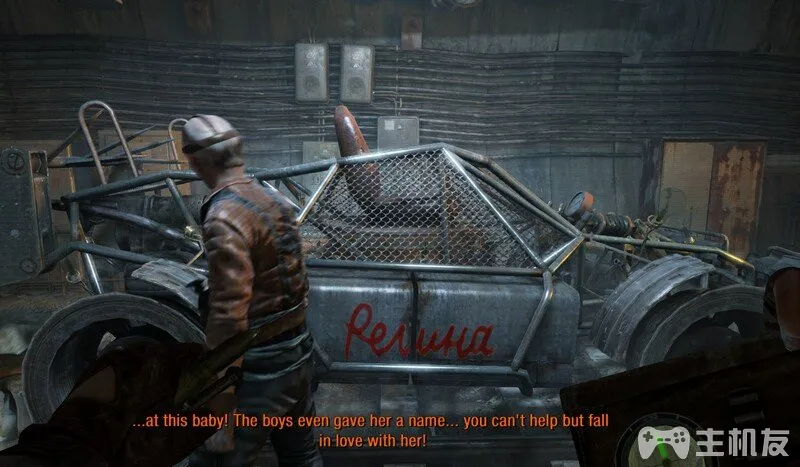 Регина
...at this baby! The boys even gave her a name... you can't help but fall
in love with her!
主机友